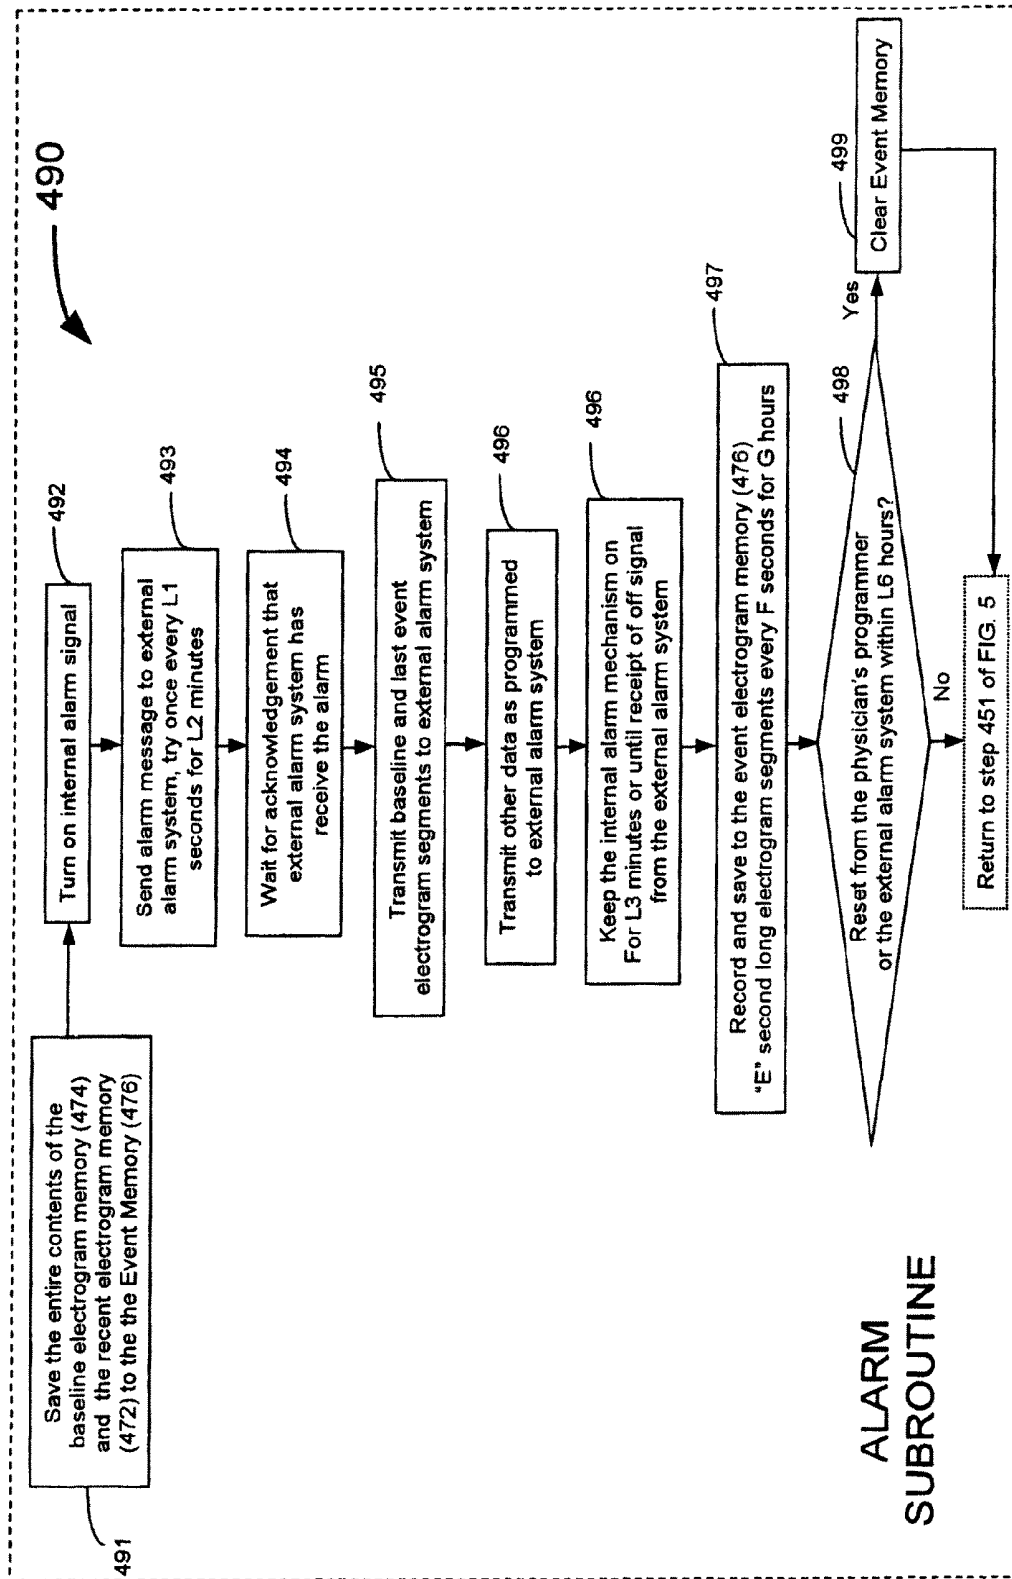 490
491
Save the entire contents of the
baseline electrogram memory (474)
and the recent electrogram memory
(472) to the the Event Memory (476)
492
Turn on internal alarm signal
493
Send alarm message to external
alarm system, try once every L1
seconds for L2 minutes
494
Wait for acknowledgement that
external alarm system has
receive the alarm
495
Transmit baseline and last event
electrogram segments to external alarm system
496
Transmit other data as programmed
to external alarm system
496
Keep the internal alarm mechanism on
For L3 minutes or until receipt of off signal
from the external alarm system
497
Record and save to the event electrogram memory (476)
"E" second long electrogram segments every F seconds for G hours
498
Reset from the physician's programmer
or the external alarm system within L6 hours?
Yes
499
Clear Event Memory
No
Return to step 451 of FIG. 5
ALARM
SUBROUTINE